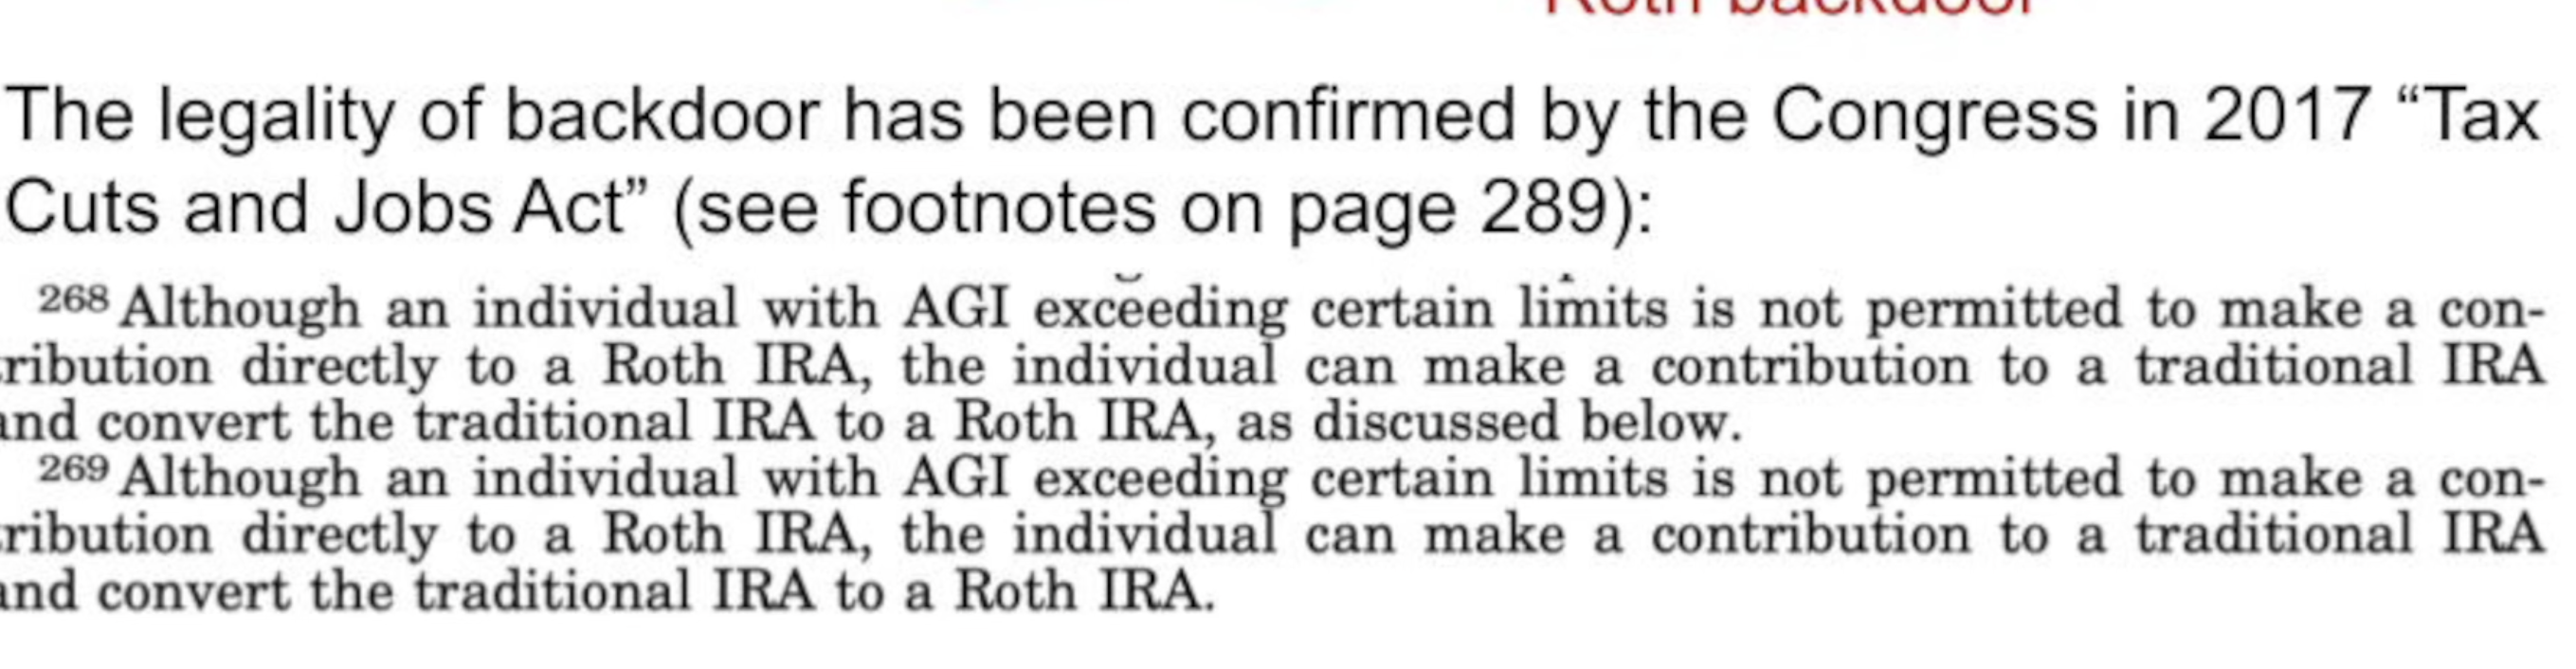 Roth backdoor
The legality of backdoor has been confirmed by the Congress in 2017 “Tax
Cuts and Jobs Act” (see footnotes on page 289):
268 Although an individual with AGI exceeding certain limits is not permitted to make a con-
ribution directly to a Roth IRA, the individual can make a contribution to a traditional IRA
and convert the traditional IRA to a Roth IRA, as discussed below.
269 Although an individual with AGI exceeding certain limits is not permitted to make a con-
ribution directly to a Roth IRA, the individual can make a contribution to a traditional IRA
and convert the traditional IRA to a Roth IRA.